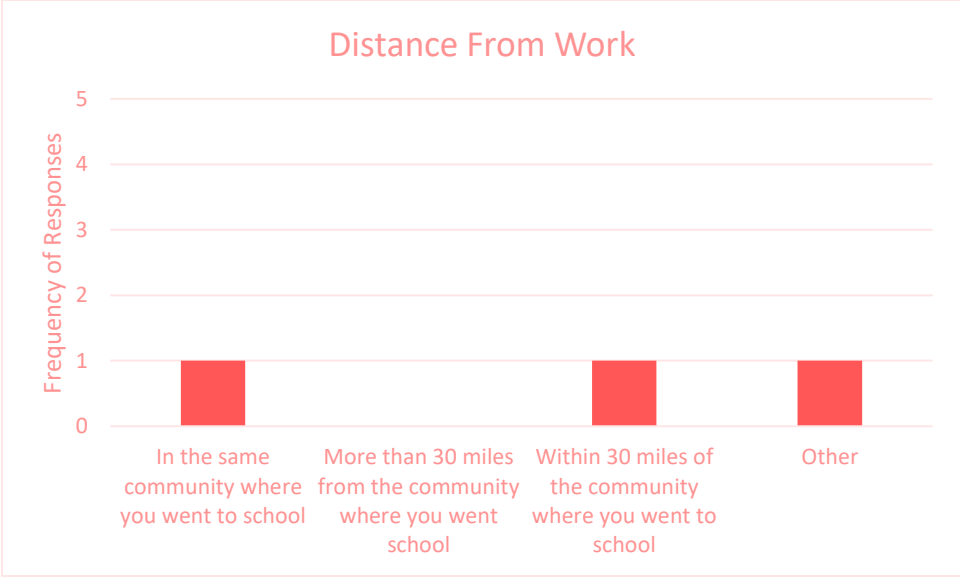 Distance From Work
Frequency of Responses
5
4
3
2
1
0
In the same
community where
you went to school
More than 30 miles
from the community
where you went
school
Within 30 miles of
the community
where you went to
school
Other